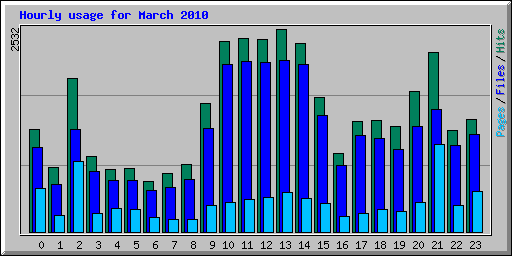 Hourly usage for March 2010
2532
Pages/Files/Hits
0 1 2 3 4 5 6 7 8 9 10 11 12 13 14 15 16 17 18 19 20 21 22 23